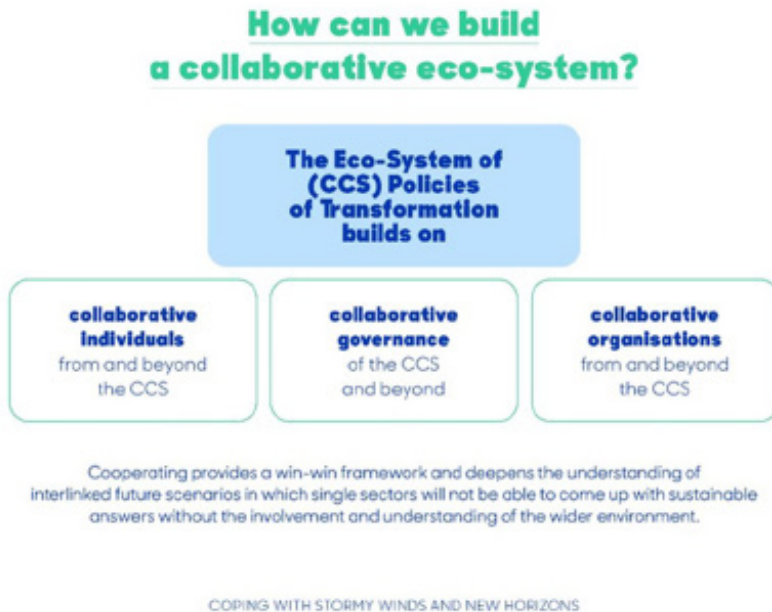 How can we build
a collaborative eco-system?
The Eco-System of
(CCS) Policies
of Transformation
builds on
collaborative
individuals
from and beyond
the CCS
collaborative
governance
of the CCS
and beyond
collaborative
organisations
from and beyond
the CCS
Cooperating provides a win-win framework and deepens the understanding of
interlinked future scenarios in which single sectors will not be able to come up with sustainable
answers without the involvement and understanding of the wider environment.
COPING WITH STORMY WINDS AND NEW HORIZONS